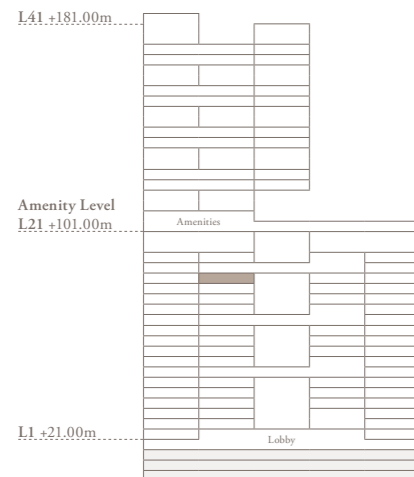 L41 +181.00m
Amenity Level
L21 +101.00m
Amenities
L1 +21.00m
Lobby